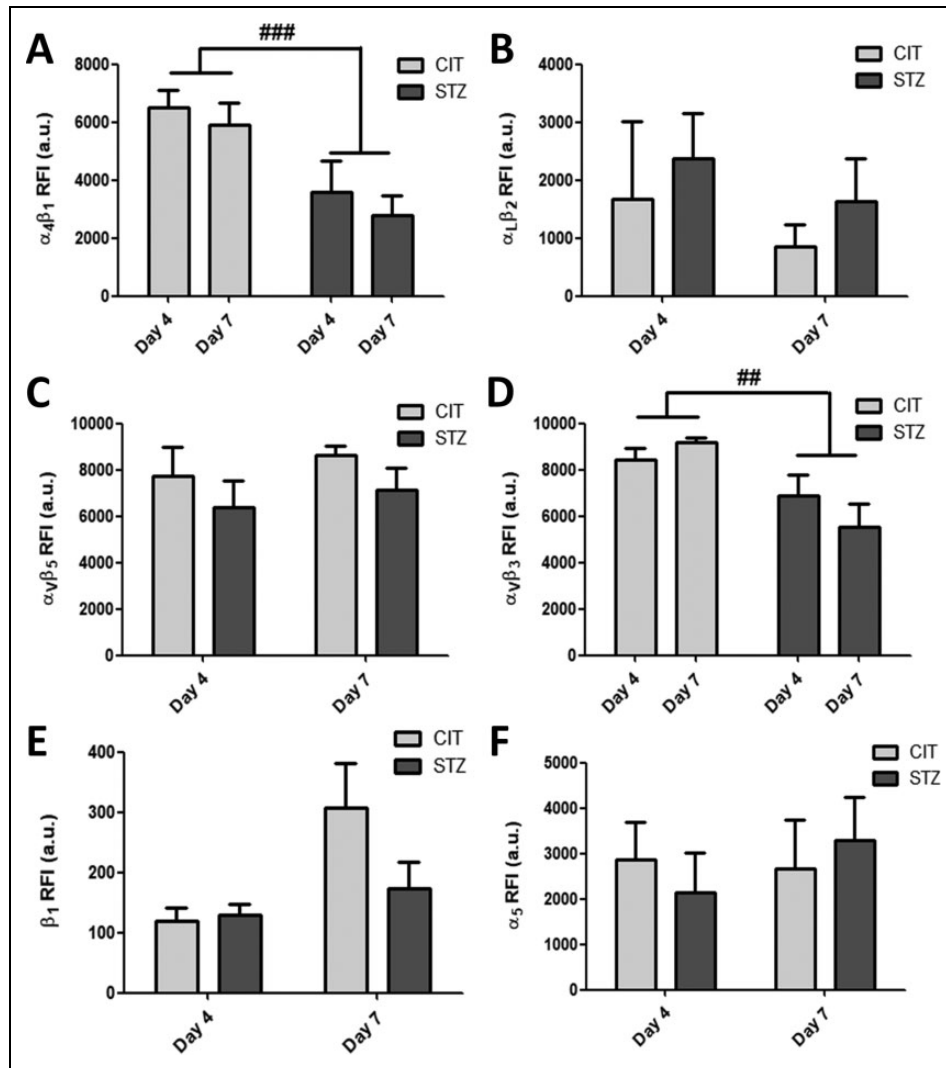 A
###
CIT
STZ
α4β1 RFI (a.u.)
8000
6000
4000
2000
0
Day 4
Day 7
Day 4
Day 7
B
CIT
STZ
αLβ2 RFI (a.u.)
4000
3000
2000
1000
0
Day 4
Day 7
C
CIT
STZ
αVβ5 RFI (a.u.)
10000
8000
6000
4000
2000
0
Day 4
Day 7
D
##
CIT
STZ
αVβ3 RFI (a.u.)
10000
8000
6000
4000
2000
0
Day 4
Day 7
Day 4
Day 7
E
CIT
STZ
β1 RFI (a.u.)
400
300
200
100
0
Day 4
Day 7
F
CIT
STZ
α5 RFI (a.u.)
5000
4000
3000
2000
1000
0
Day 4
Day 7